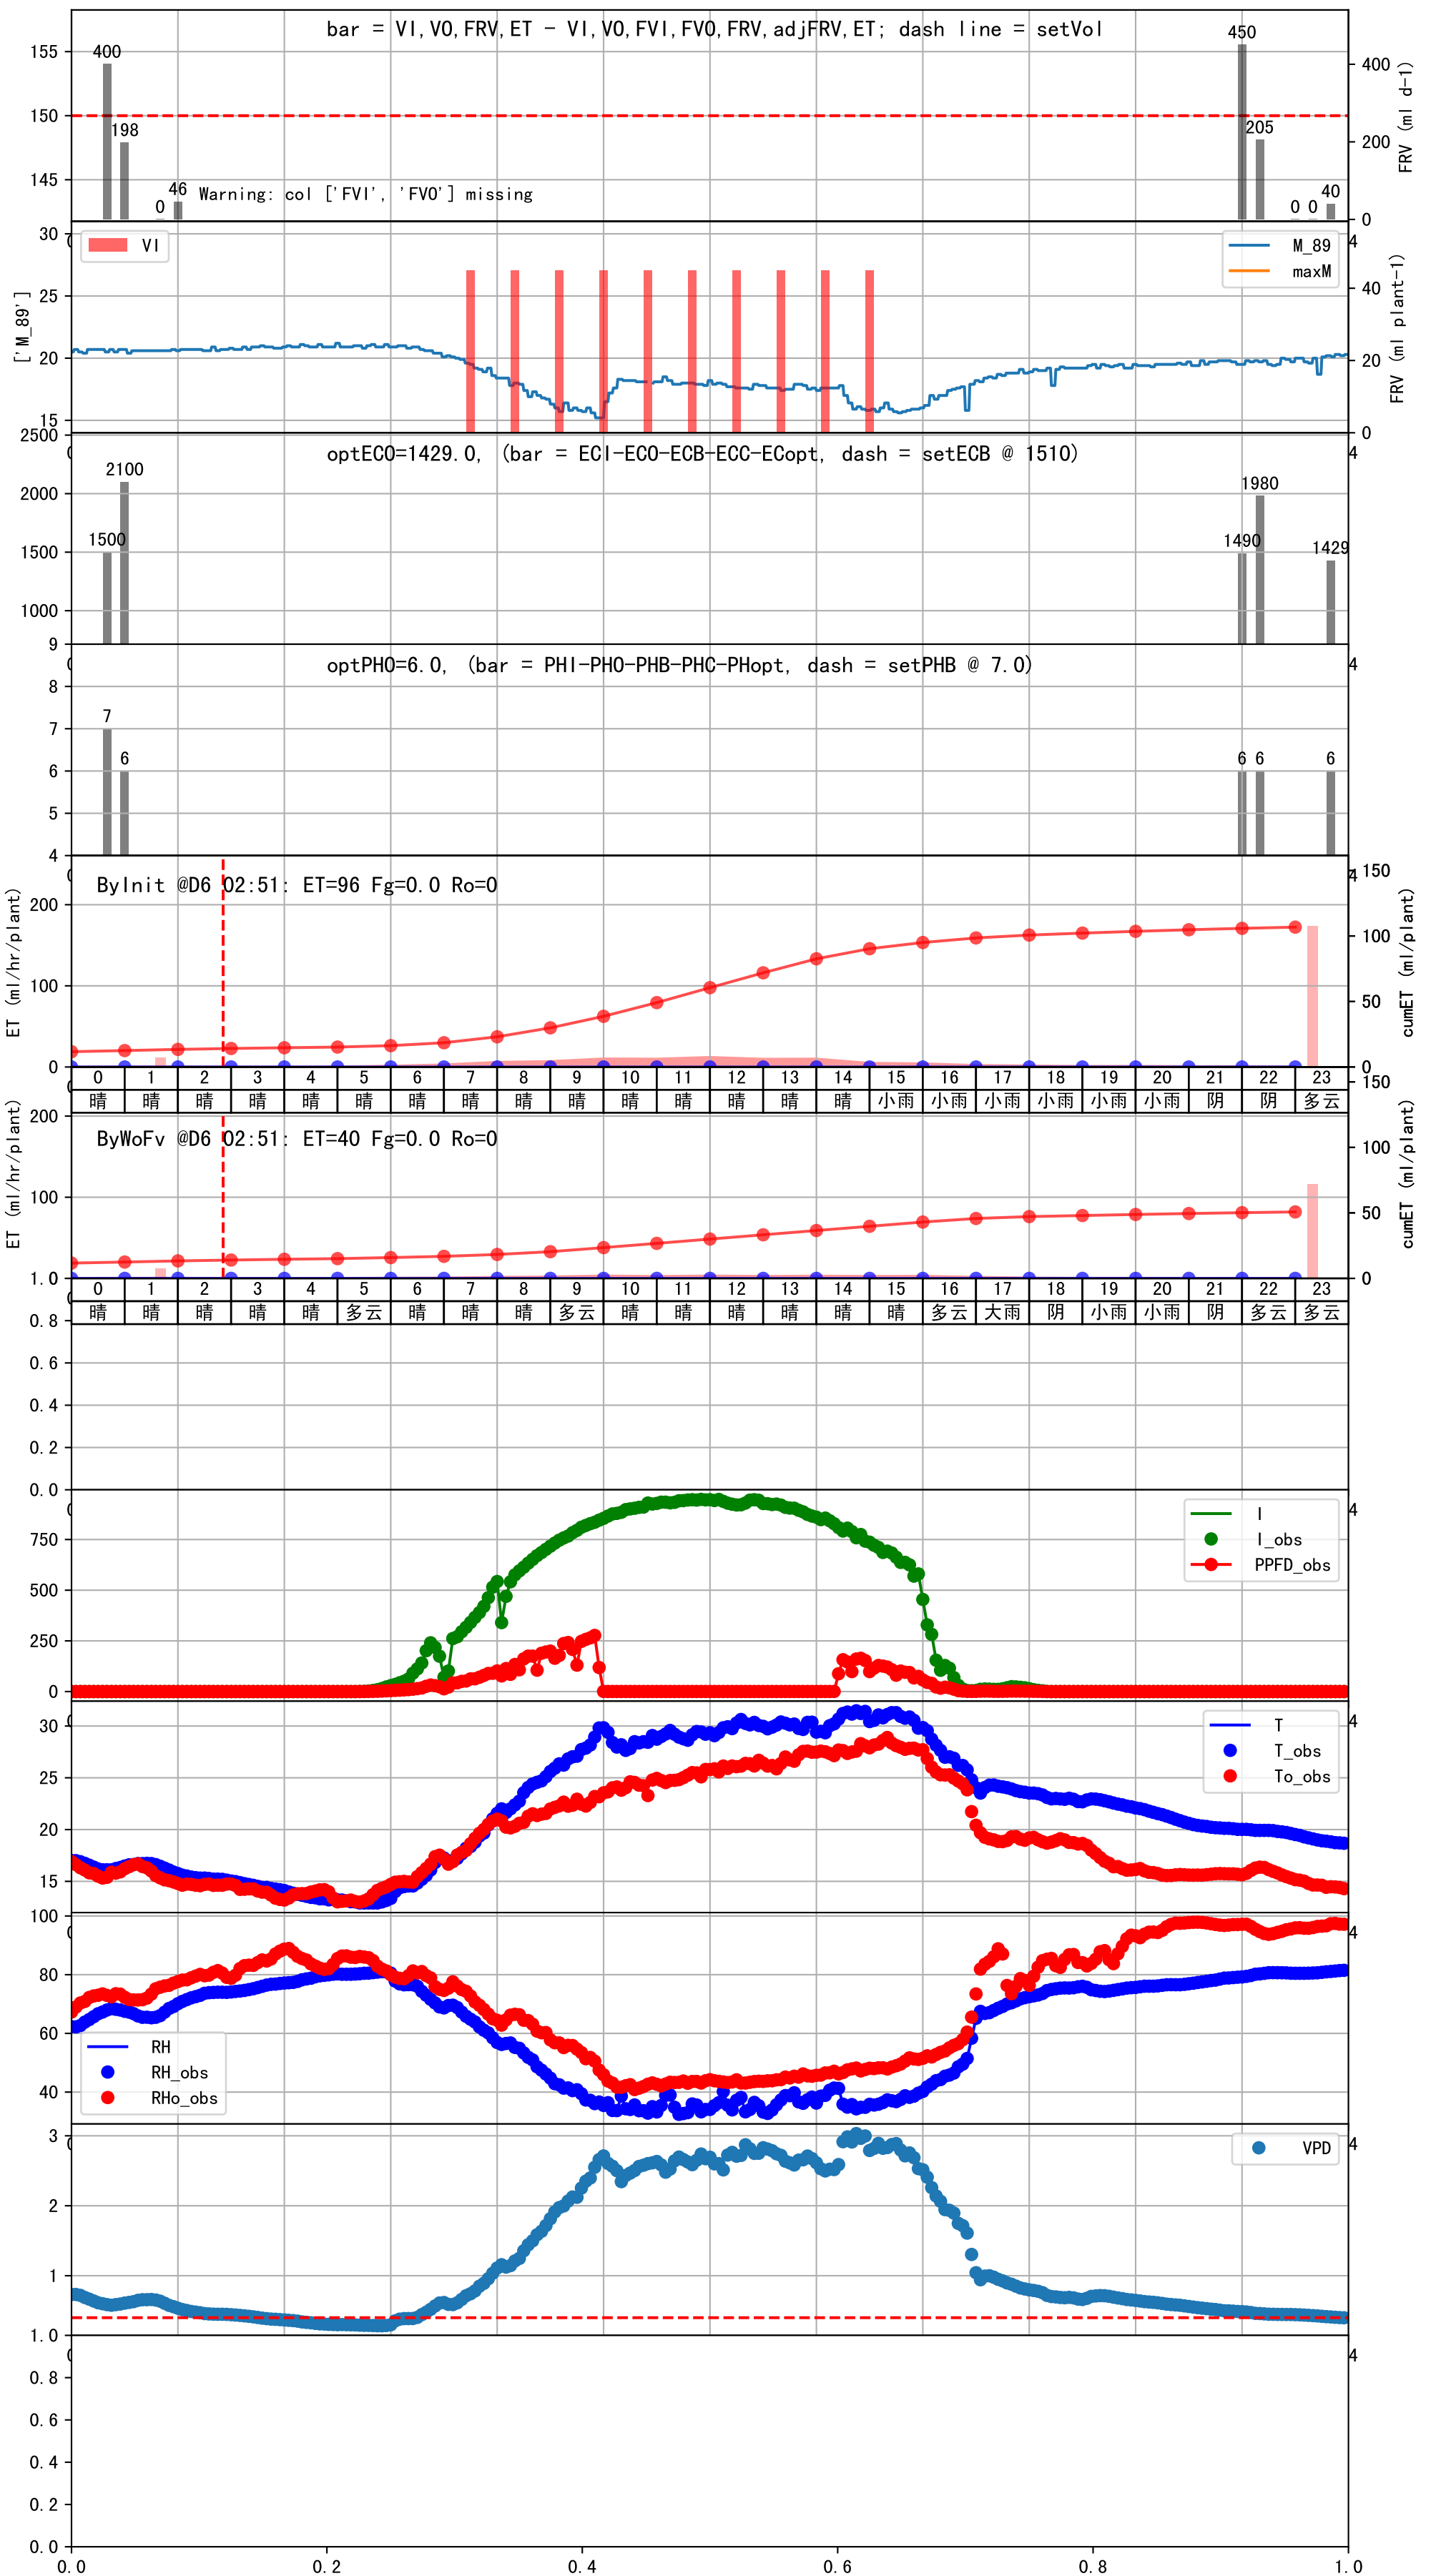 bar = VI,VO,FRV,ET - VI,VO,FVI,FVO,FRV,adjFRV,ET; dash line = setVol
155
150
145
400
198
0
46
Warning: col ['FVI', 'FVO'] missing
450
205
0 0
40
400
200
0
FRV (ml d-1)
VI
M_89
maxM
30
25
20
15
['M_89']
4
40
20
0
FRV (ml plant-1)
optECO=1429.0, (bar = ECI-ECO-ECB-ECC-ECopt, dash = setECB @ 1510)
2500
2000
1500
1000
1500
2100
1490
1980
1429
4
optPHO=6.0, (bar = PHI-PHO-PHB-PHC-PHopt, dash = setPHB @ 7.0)
9
8
7
6
5
4
7
6
6 6
6
4
ByInit @D6 02:51: ET=96 Fg=0.0 Ro=0
200
100
0
ET (ml/hr/plant)
4
150
100
50
0
cumET (ml/plant)
0 1 2 3 4 5 6 7 8 9 10 11 12 13 14 15 16 17 18 19 20 21 22 23
晴 晴 晴 晴 晴 晴 晴 晴 晴 晴 晴 晴 晴 晴 晴 小雨 小雨 小雨 小雨 小雨 小雨 阴 阴 多云
ByWoFv @D6 02:51: ET=40 Fg=0.0 Ro=0
200
100
ET (ml/hr/plant)
150
100
50
0
cumET (ml/plant)
0 1 2 3 4 5 6 7 8 9 10 11 12 13 14 15 16 17 18 19 20 21 22 23
晴 晴 晴 晴 晴 多云 晴 晴 晴 多云 晴 晴 晴 晴 晴 晴 多云 大雨 阴 小雨 小雨 阴 多云 多云
1.0
0.8
0.6
0.4
0.2
0.0
I
I_obs
PPFD_obs
750
500
250
0
4
T
T_obs
To_obs
30
25
20
15
4
RH
RH_obs
RHo_obs
100
80
60
40
4
VPD
3
2
1
4
1.0
0.8
0.6
0.4
0.2
0.0
4
0.0 0.2 0.4 0.6 0.8 1.0